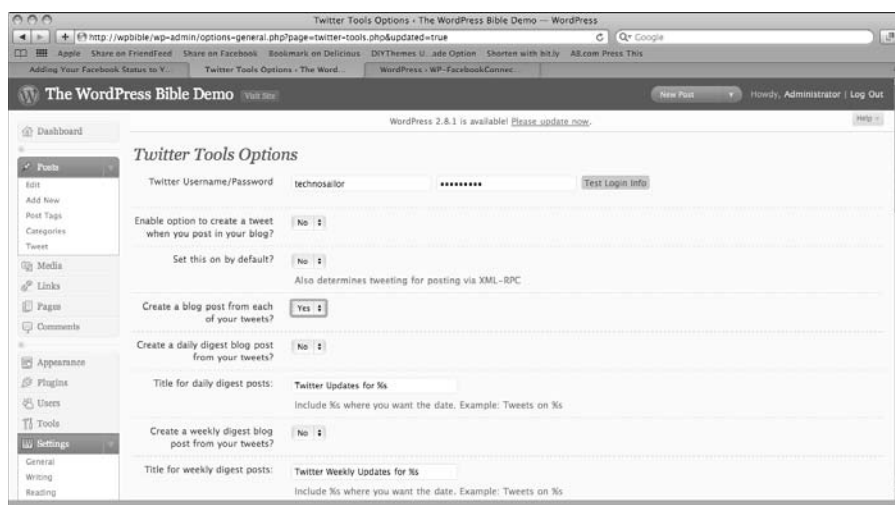 Twitter Tools Options ‹ The WordPress Bible Demo — WordPress
http://wpbible/wp-admin/options-general.php?page=twitter-tools.php&updated=true
Google
Apple Share on FriendFeed Share on Facebook Bookmark on Delicious DIYThemes U...ade Option Shorten with bit.ly All.com Press This
Adding Your Facebook Status to Y... Twitter Tools Options ‹ The Word... WordPress › WP-FacebookConnec...
The WordPress Bible Demo Visit Site New Post Howdy, Administrator | Log Out
WordPress 2.8.1 is available! Please update now. Help
Dashboard
Posts
Edit
Add New
Post Tags
Categories
Tweet
Media
Links
Pages
Comments
Appearance
Plugins
Users
Tools
Settings
General
Writing
Reading
Twitter Tools Options
Twitter Username/Password technosailor ••••••••• Test Login Info
Enable option to create a tweet when you post in your blog? No
Set this on by default? No
Also determines tweeting for posting via XML-RPC
Create a blog post from each of your tweets? Yes
Create a daily digest blog post from your tweets? No
Title for daily digest posts: Twitter Updates for %s
Include %s where you want the date. Example: Tweets on %s
Create a weekly digest blog post from your tweets? No
Title for weekly digest posts: Twitter Weekly Updates for %s
Include %s where you want the date. Example: Tweets on %s